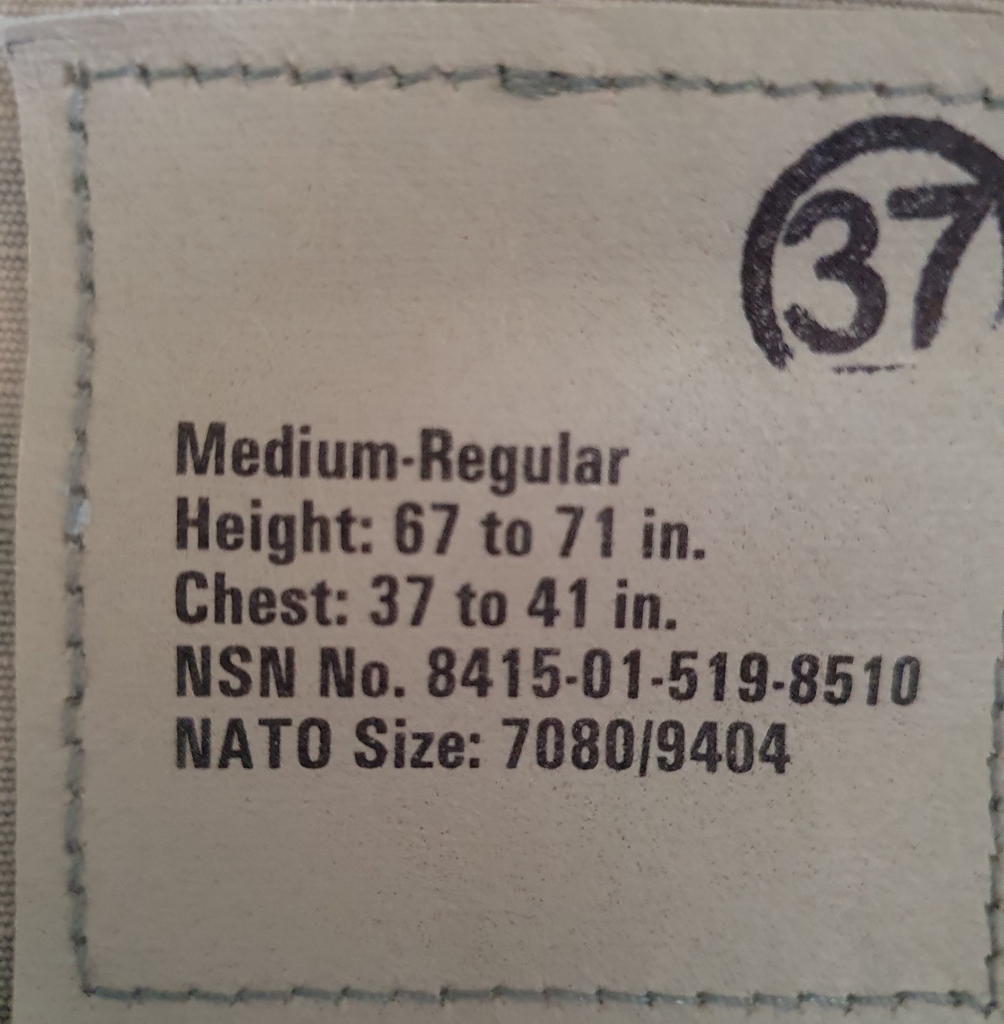 37
Medium-Regular
Height: 67 to 71 in.
Chest: 37 to 41 in.
NSN No. 8415-01-519-8510
NATO Size: 7080/9404